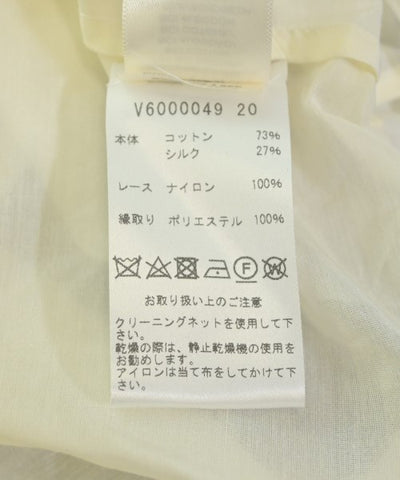 V6000049 20
本体 コットン 73%
シルク 27%
レース ナイロン 100%
縁取り ポリエステル 100%
F W
お取り扱い上のご注意
クリーニングネットを使用して下
さい。
乾燥の際は、静止乾燥機の使用を
お勧めします。
アイロンは当て布をしてかけて下
さい。